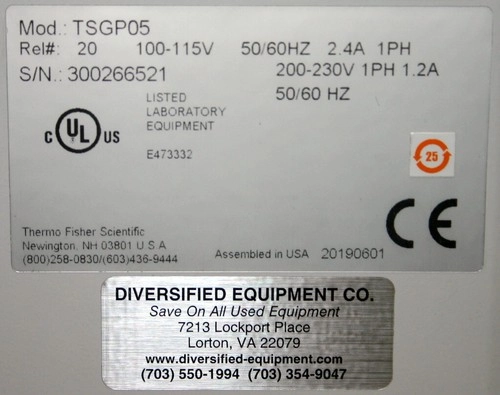 Mod.: TSGP05
Rel#: 20 100-115V 50/60HZ 2.4A 1PH
S/N.: 300266521 200-230V 1PH 1.2A
50/60 HZ
LISTED
LABORATORY
EQUIPMENT
C UL US
E473332
25
CE
Thermo Fisher Scientific
Newington, NH 03801 U S A
(800)258-0830/(603)436-9444
Assembled in USA 20190601
DIVERSIFIED EQUIPMENT CO.
Save On All Used Equipment
7213 Lockport Place
Lorton, VA 22079
www.diversified-equipment.com
(703) 550-1994 (703) 354-9047